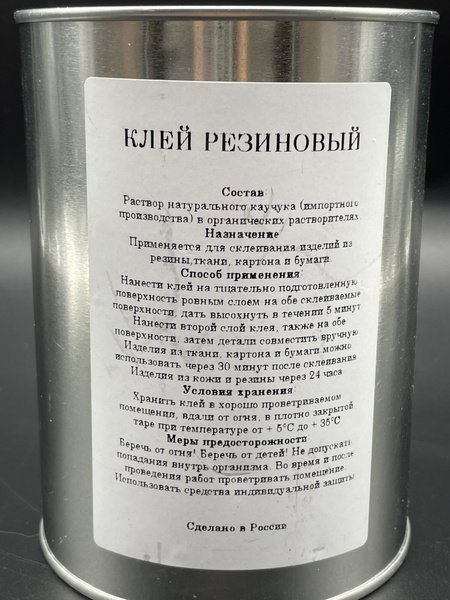 КЛЕЙ РЕЗИНОВЫЙ
Состав:
Раствор натурального каучука (импортного
производства) в органических растворителях
Назначение
Применяется для склеивания изделий из
резины,ткани, картона и бумаги.
Способ применения:
Нанести клей на тщательно подготовленную
поверхность ровным слоем на обе склеиваемые
поверхности, дать высохнуть в течении 5 минут
Нанести второй слой клея, также на обе
поверхности, затем детали совместить вручную
Изделия из ткани, картона и бумаги можно
использовать через 30 минут после склеивания
Изделия из кожи и резины через 24 часа
Условия хранения:
Хранить клей в хорошо проветриваемом
помещении, вдали от огня, в плотно закрытой
таре при температуре от + 5°С до + 35°С
Меры предосторожности
Беречь от огня! Беречь от детей! Не допускать
попадания внутрь организма. Во время и после
проведения работ проветривать помещение
Использовать средства индивидуальной защиты
Сделано в России